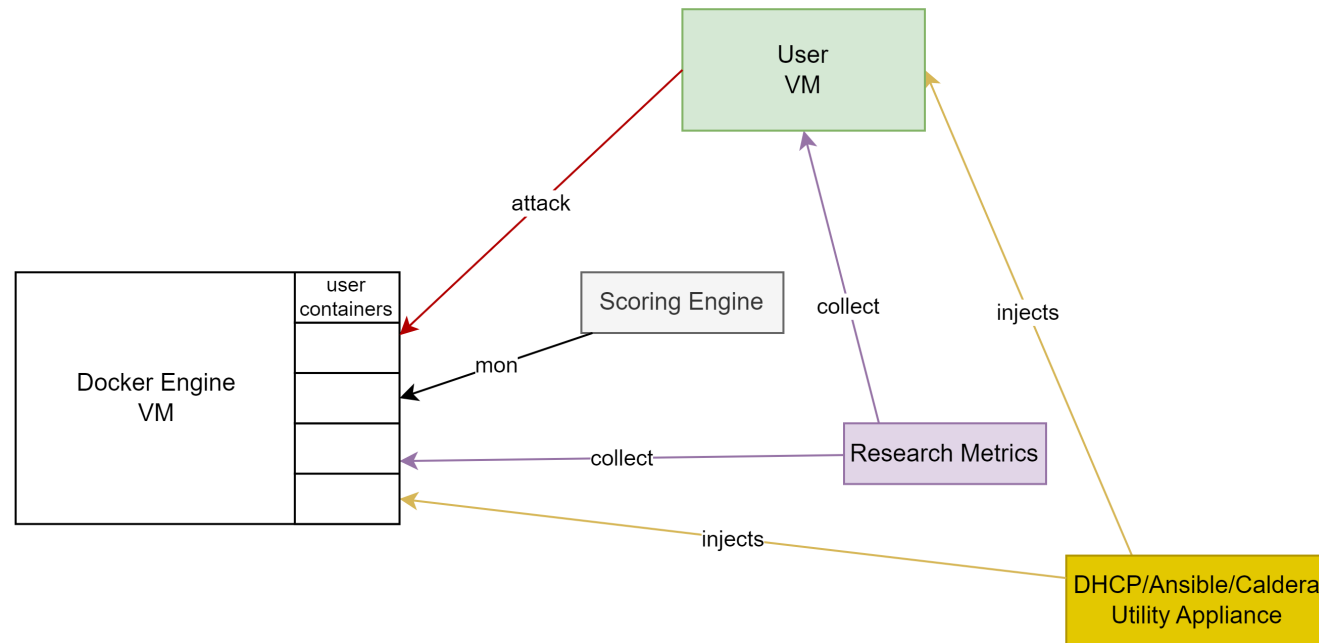 User
VM
attack
user
containers
Scoring Engine
collect
injects
mon
Docker Engine
VM
Research Metrics
collect
injects
DHCP/Ansible/Caldera
Utility Appliance